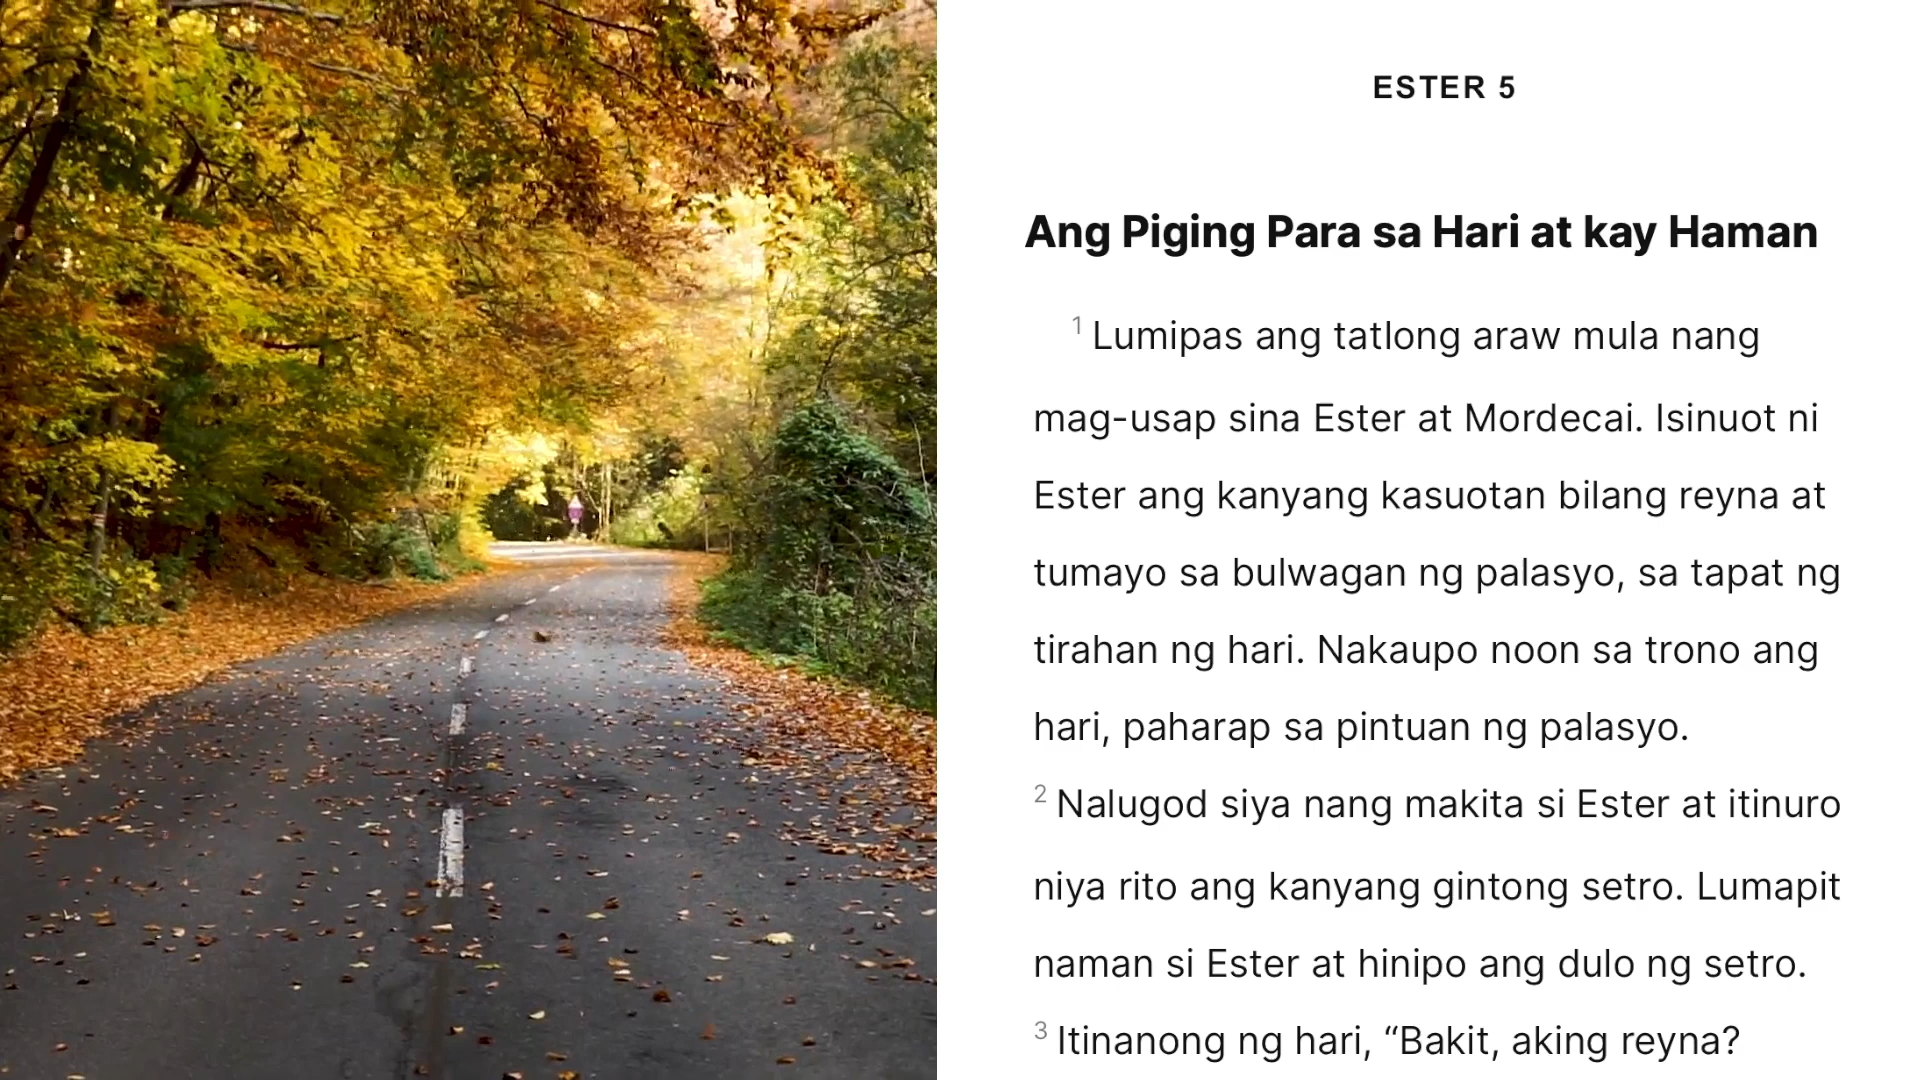 ESTER 5
Ang Piging Para sa Hari at kay Haman
1 Lumipas ang tatlong araw mula nang
mag-usap sina Ester at Mordecai. Isinuot ni
Ester ang kanyang kasuotan bilang reyna at
tumayo sa bulwagan ng palasyo, sa tapat ng
tirahan ng hari. Nakaupo noon sa trono ang
hari, paharap sa pintuan ng palasyo.
2 Nalugod siya nang makita si Ester at itinuro
niya rito ang kanyang gintong setro. Lumapit
naman si Ester at hinipo ang dulo ng setro.
3 Itinanong ng hari, “Bakit, aking reyna?